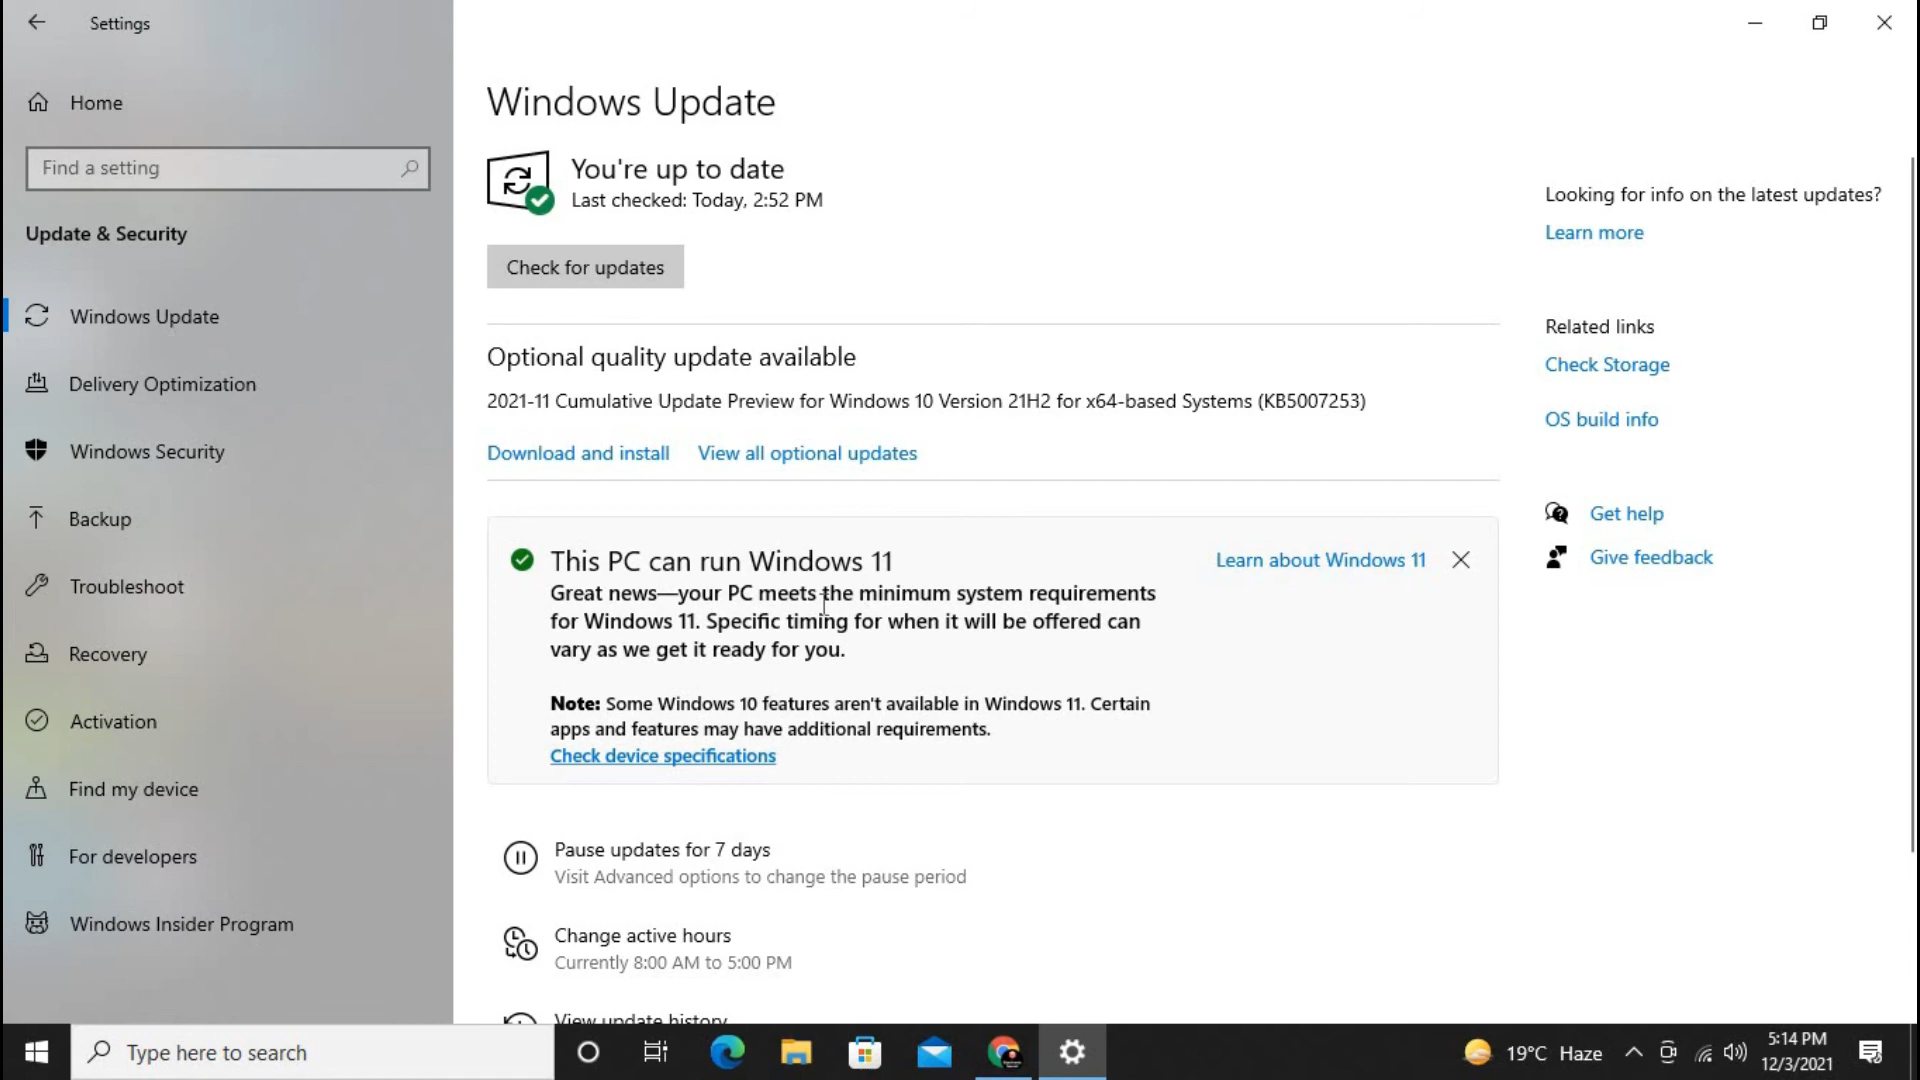 Settings
Home
Find a setting
Update & Security
Windows Update
Delivery Optimization
Windows Security
Backup
Troubleshoot
Recovery
Activation
Find my device
For developers
Windows Insider Program
Windows Update
You're up to date
Last checked: Today, 2:52 PM
Check for updates
Optional quality update available
2021-11 Cumulative Update Preview for Windows 10 Version 21H2 for x64-based Systems (KB5007253)
Download and install View all optional updates
This PC can run Windows 11
Learn about Windows 11
Great news—your PC meets the minimum system requirements
for Windows 11. Specific timing for when it will be offered can
vary as we get it ready for you.
Note: Some Windows 10 features aren't available in Windows 11. Certain
apps and features may have additional requirements.
Check device specifications
Pause updates for 7 days
Visit Advanced options to change the pause period
Change active hours
Currently 8:00 AM to 5:00 PM
View update history
Looking for info on the latest updates?
Learn more
Related links
Check Storage
OS build info
Get help
Give feedback
Type here to search
19°C Haze
5:14 PM
12/3/2021